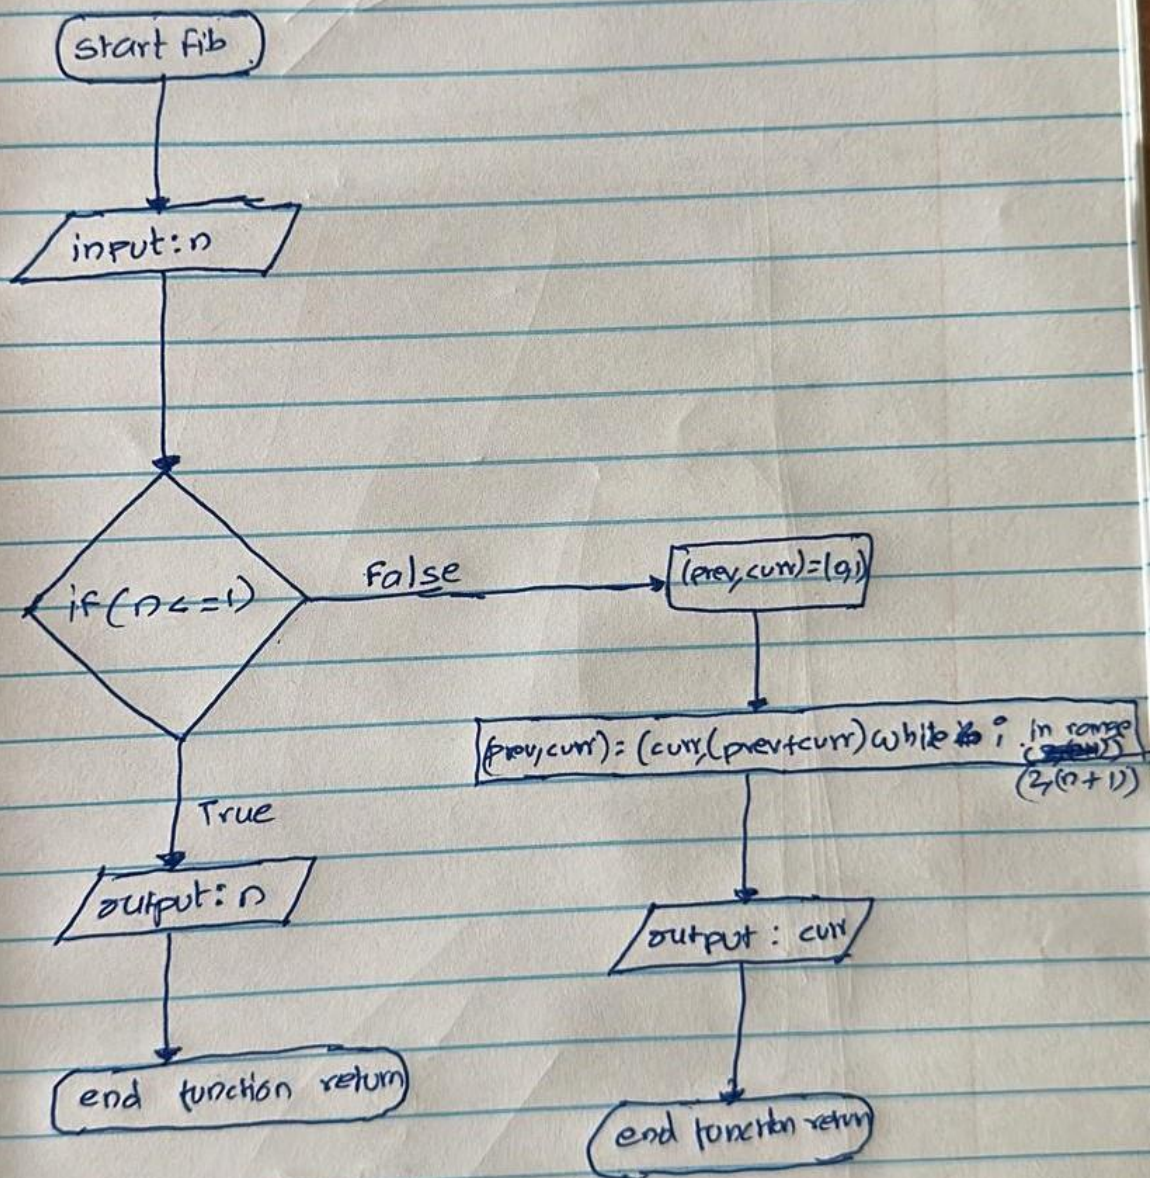 start fib
input: n
if (n <= 1)
False
(prev, curr) = (0,1)
(prev, curr) = (curr, (prev+curr) while i in range
(2,(n+1))
True
output: n
output: curr
end function return
end function return